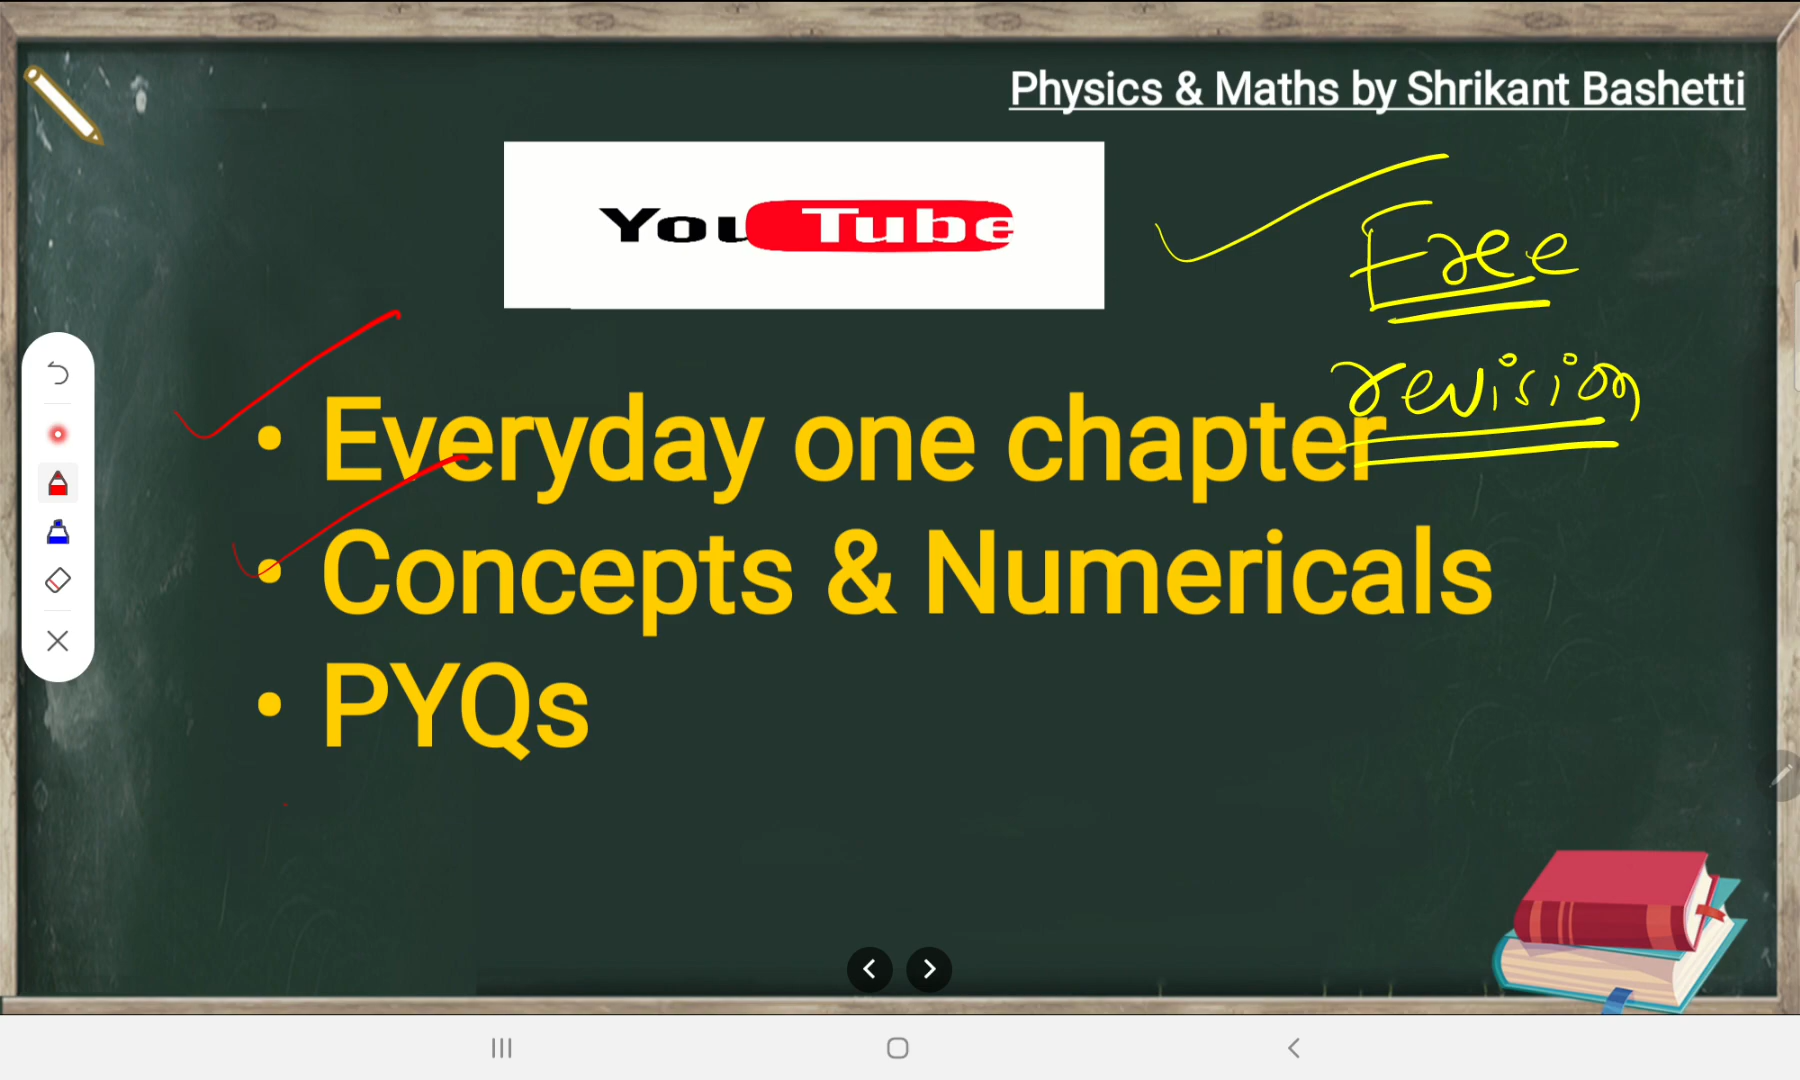 Physics & Maths by Shrikant Bashetti
YouTube
Free
revision
• Everyday one chapter
• Concepts & Numericals
• PYQs